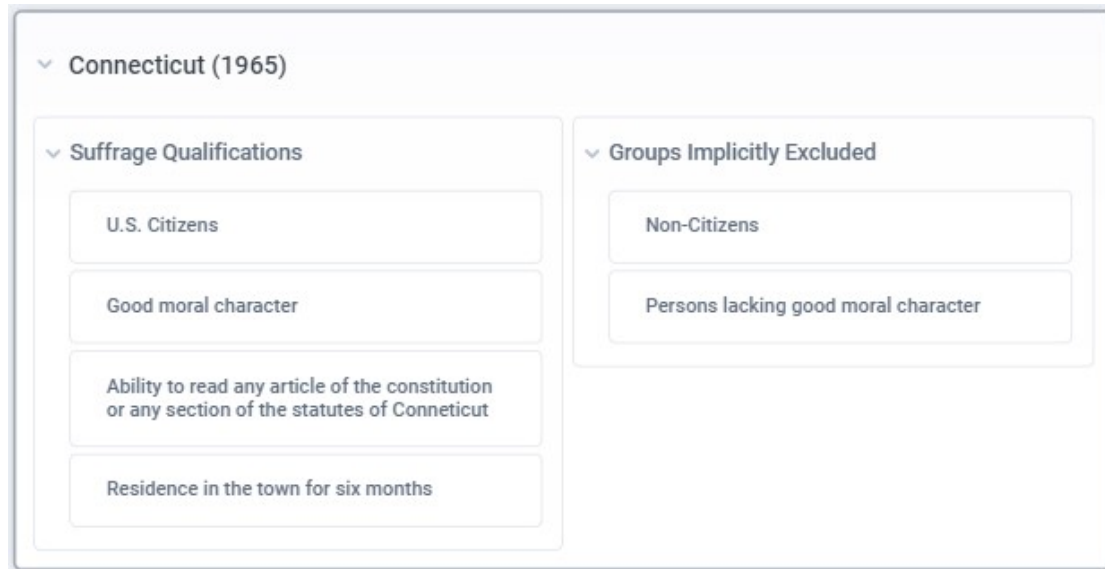 Connecticut (1965)
Suffrage Qualifications
U.S. Citizens
Good moral character
Ability to read any article of the constitution
or any section of the statutes of Conneticut
Residence in the town for six months
Groups Implicitly Excluded
Non-Citizens
Persons lacking good moral character